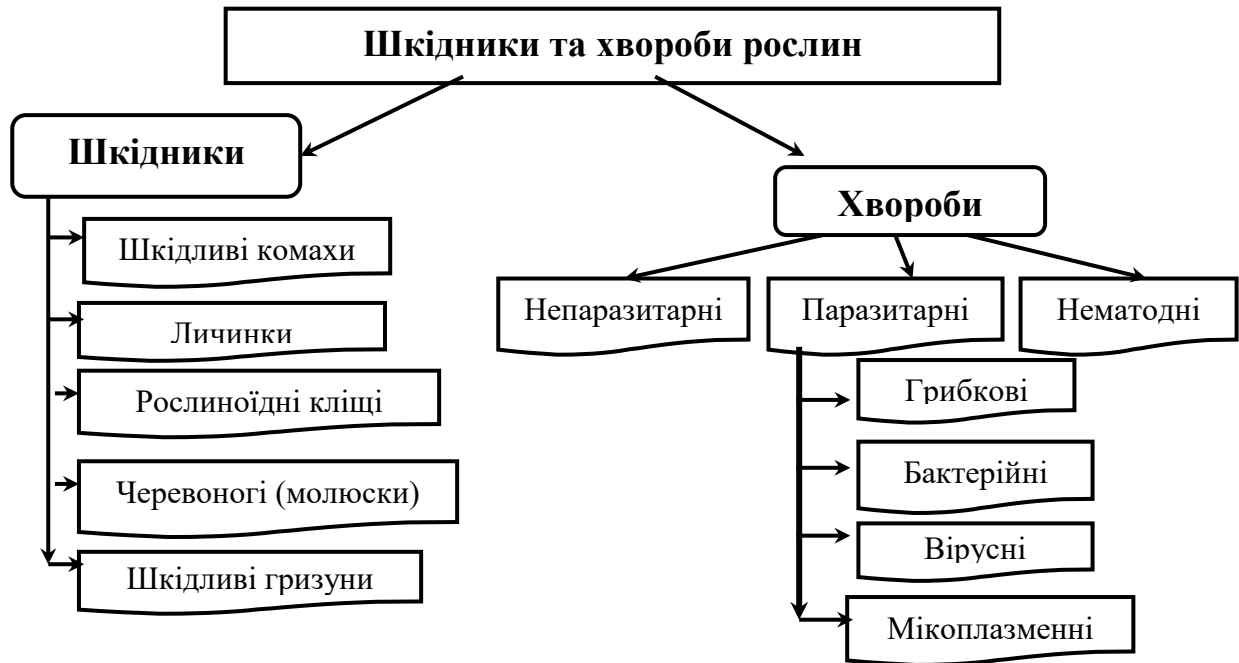 Шкідники та хвороби рослин
Шкідники
Шкідливі комахи
Личинки
Рослиноїдні кліщі
Черевоногі (молюски)
Шкідливі гризуни
Хвороби
Непаразитарні
Паразитарні
Нематодні
Грибкові
Бактерійні
Вірусні
Мікоплазменні